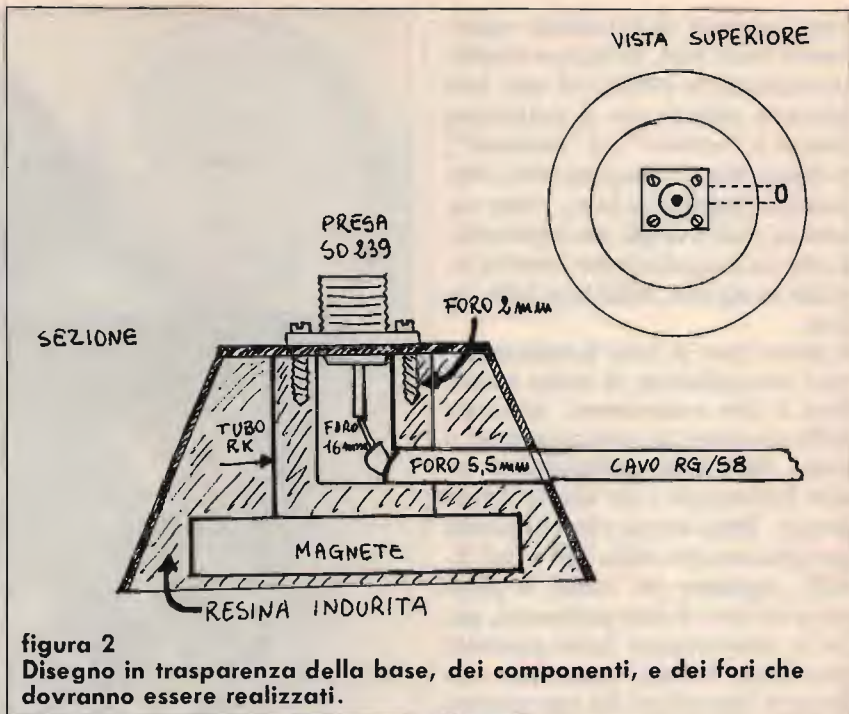 VISTA SUPERIORE
PRESA
SO 239
FORO 2mm
SEZIONE
TUBO
RK
FORO
16mm
FORO 5,5mm
CAVO RG/58
MAGNETE
RESINA INDURITA
figura 2
Disegno in trasparenza della base, dei componenti, e dei fori che
dovranno essere realizzati.